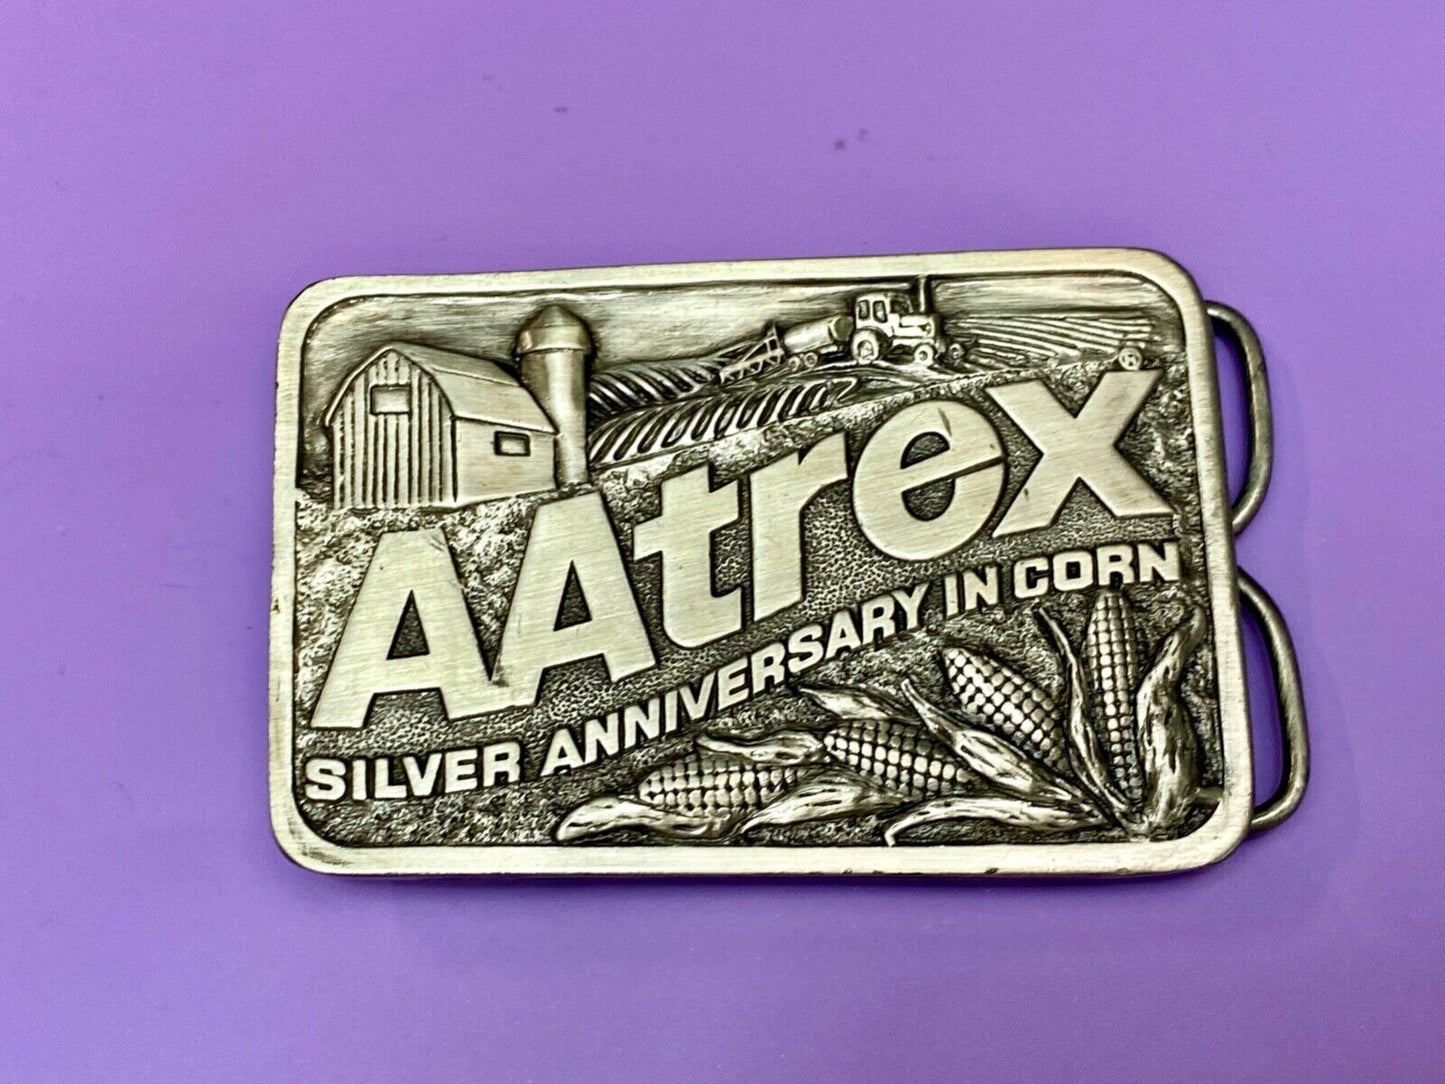 AAtrex ®
SILVER ANNIVERSARY IN CORN